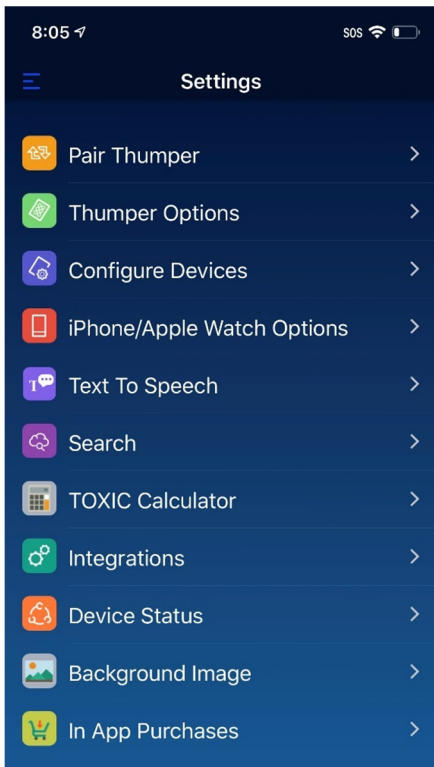 8:05 SOS
Settings
Pair Thumper
Thumper Options
Configure Devices
iPhone/Apple Watch Options
T
Text To Speech
Search
TOXIC Calculator
Integrations
Device Status
Background Image
In App Purchases